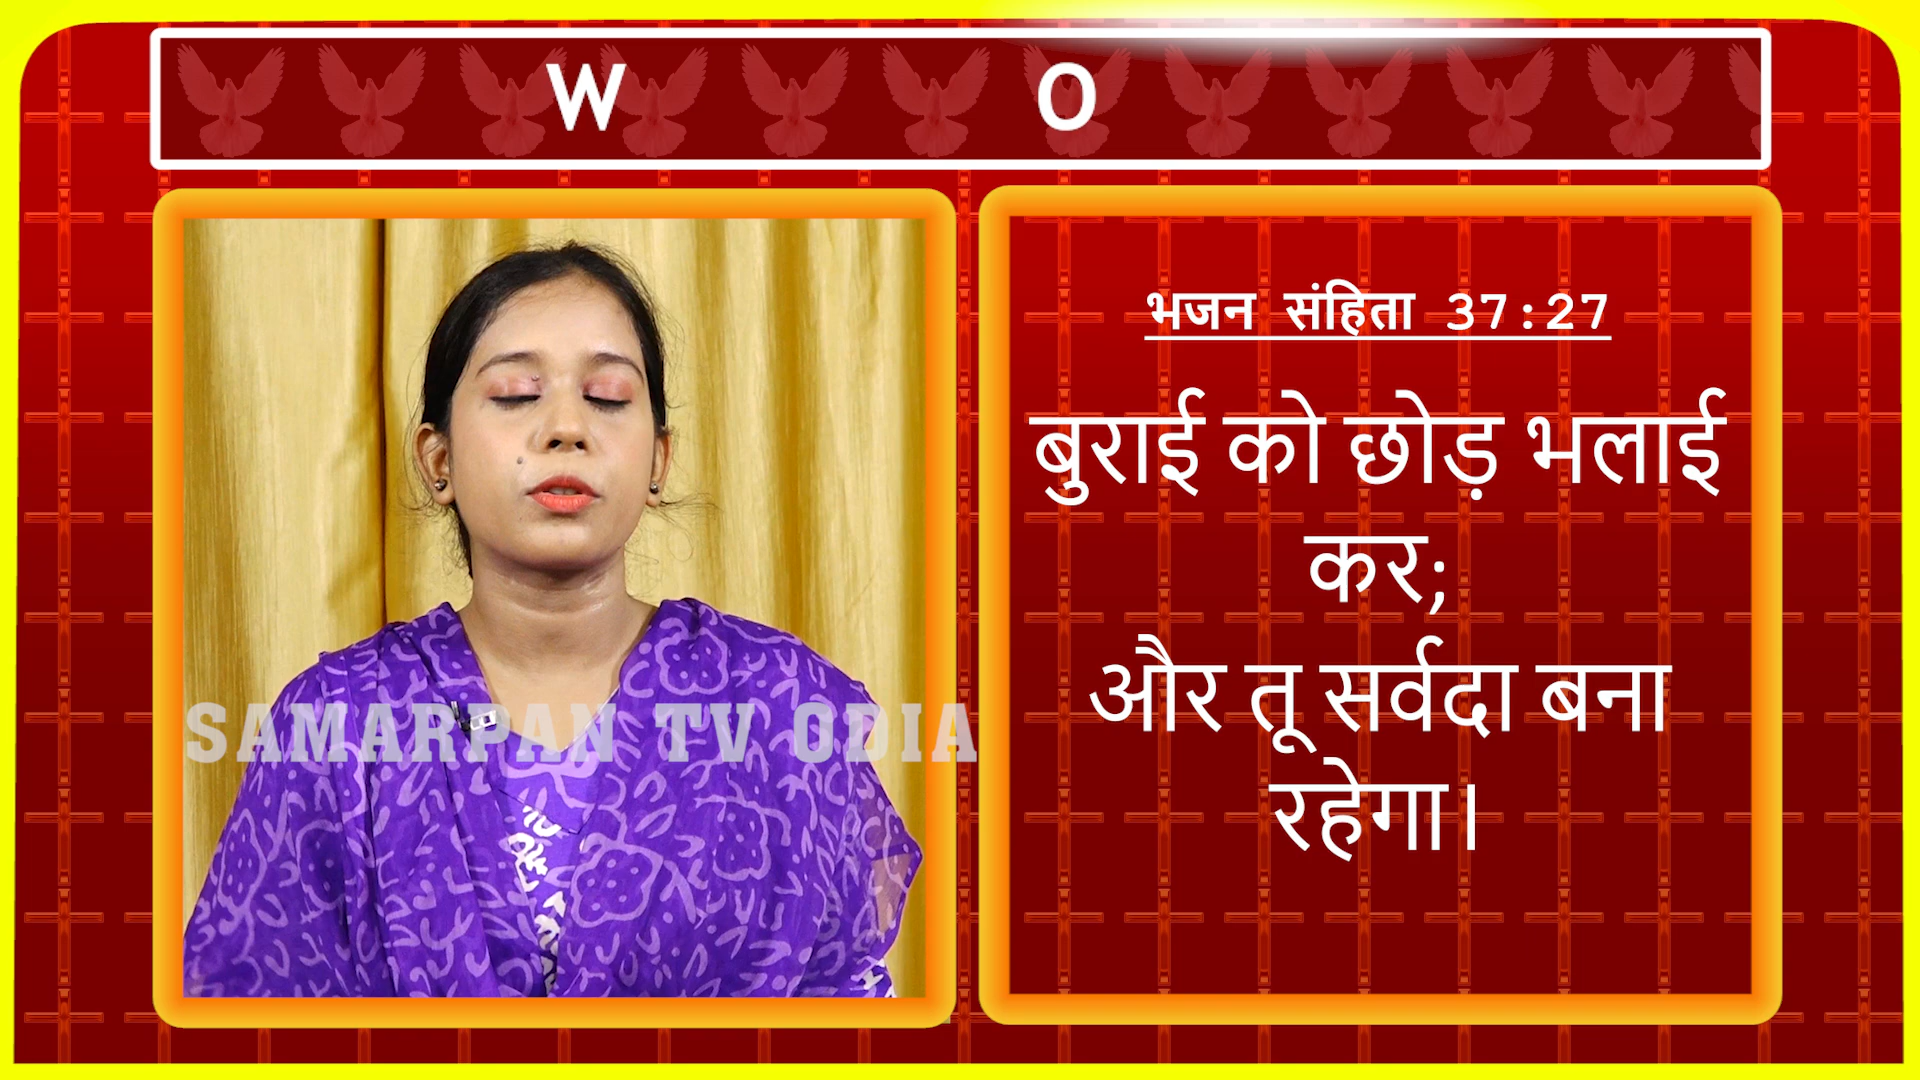 W O
भजन संहिता 37:27
बुराई को छोड़ भलाई
कर;
और तू सर्वदा बना
रहेगा।
SAMARPAN TV ODIA